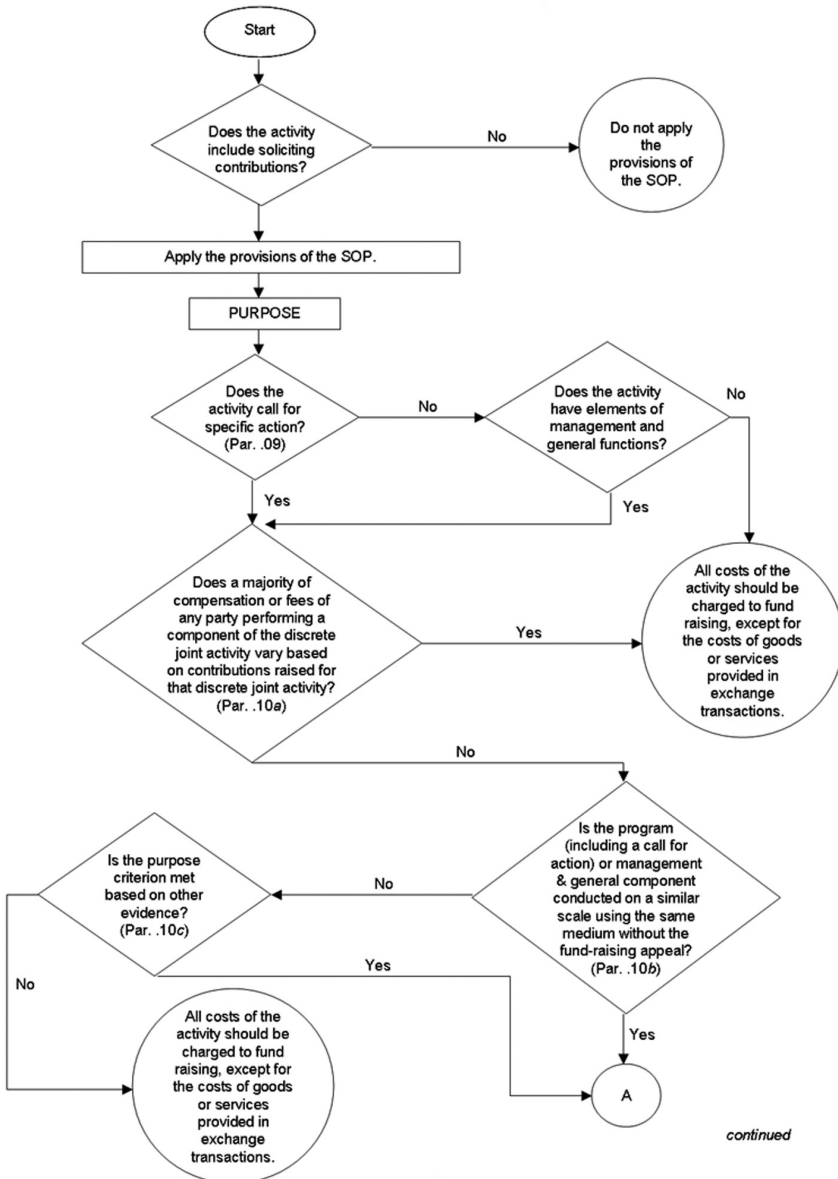 Start
Does the activity
include soliciting
contributions?
No
Do not apply
the
provisions of
the SOP.
Apply the provisions of the SOP.
PURPOSE
Does the
activity call for
specific action?
(Par. .09)
No
Does the activity
have elements of
management and
general functions?
No
Yes
Yes
Does a majority of
compensation or fees of
any party performing a
component of the discrete
joint activity vary based
on contributions raised for
that discrete joint activity?
(Par. .10a)
Yes
All costs of the
activity should be
charged to fund
raising, except for
the costs of goods
or services
provided in
exchange
transactions.
No
Is the program
(including a call for
action) or management
& general component
conducted on a similar
scale using the same
medium without the
fund-raising appeal?
(Par. .10b)
No
Is the purpose
criterion met
based on other
evidence?
(Par. .10c)
Yes
No
Yes
All costs of the
activity should be
charged to fund
raising, except for
the costs of goods
or services
provided in
exchange
transactions.
A
continued